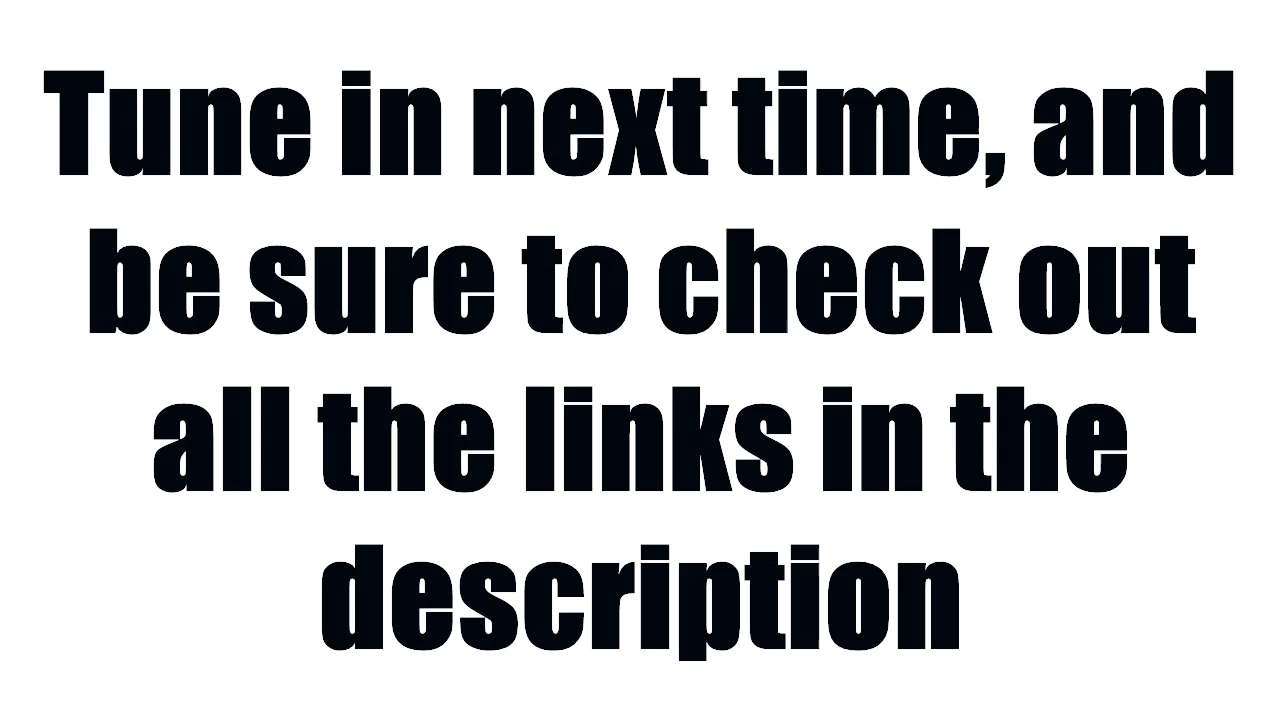 Tune in next time, and
be sure to check out
all the links in the
description